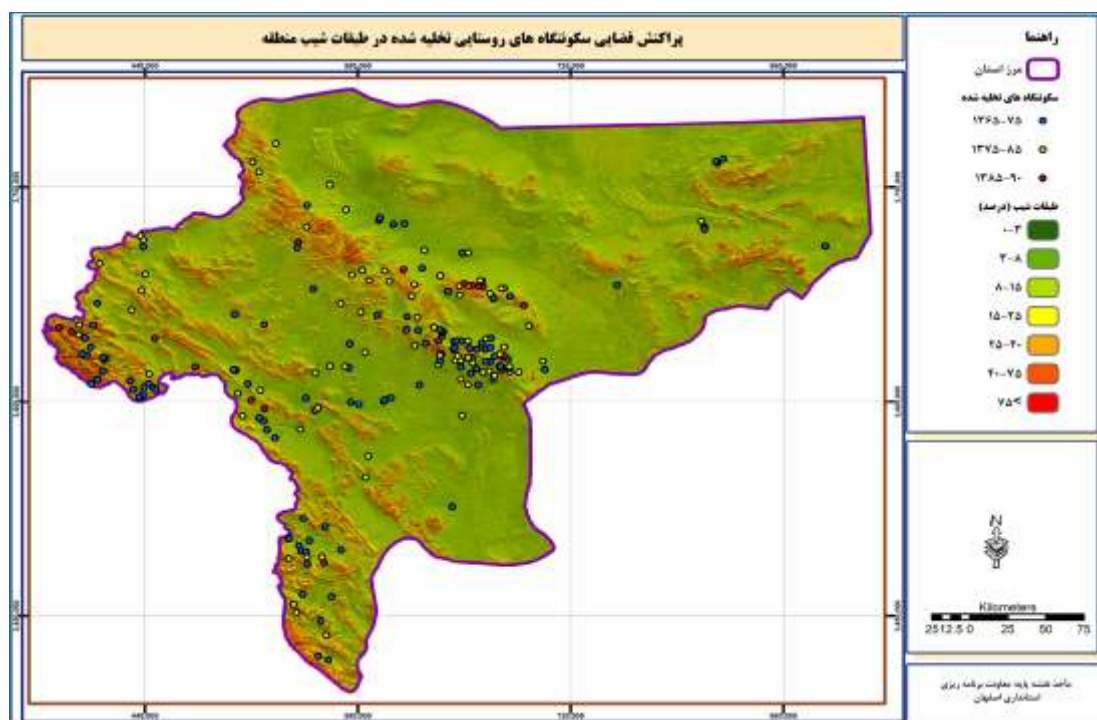 پراکنش فضایی سکونتگاه های روستایی تخلیه شده در طبقات شیب منطقه
راهنما
مرز استان
سکونتگاه های تخلیه شده
۱۳۶۵-۷۵
۱۳۷۵-۸۵
۱۳۸۵-۹۰
طبقات شیب (درصد)
۰-۳
۳-۸
۸-۱۵
۱۵-۲۵
۲۵-۴۰
۴۰-۷۵
۷۵>
N
Kilometers
2512.5 0 25 50 75
ماخذ نقشه پایه: معاونت برنامه ریزی
استانداری اصفهان